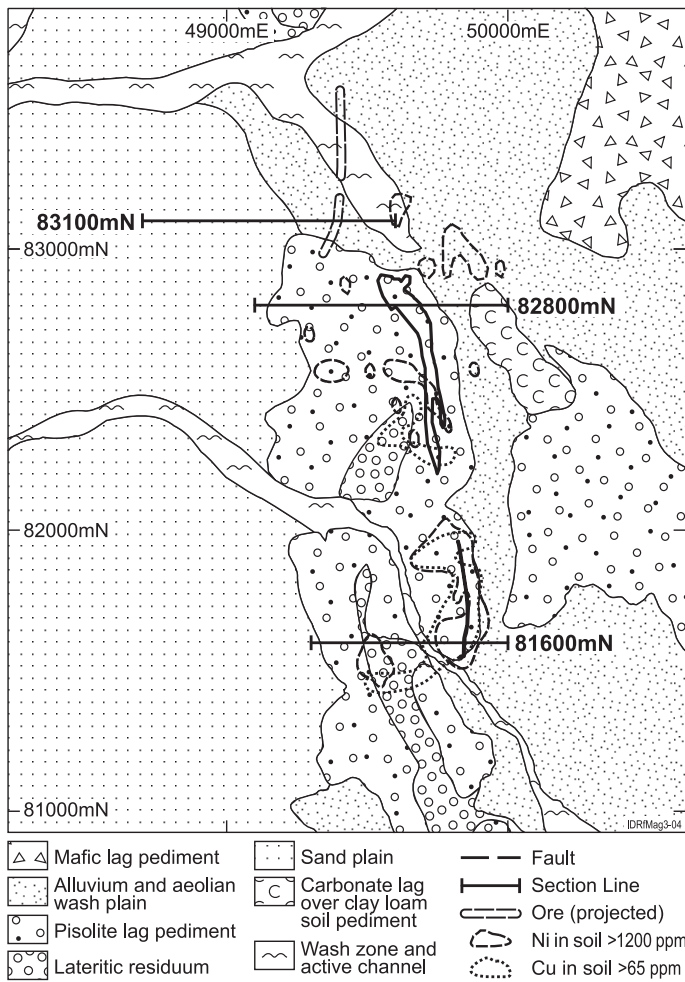 49000mE 50000mE
83100mN
83000mN
82800mN
82000mN
81600mN
81000mN
IDRfMag3-04
Mafic lag pediment
Alluvium and aeolian
wash plain
Pisolite lag pediment
Lateritic residuum
Sand plain
Carbonate lag
over clay loam
soil pediment
Wash zone and
active channel
Fault
Section Line
Ore (projected)
Ni in soil >1200 ppm
Cu in soil >65 ppm